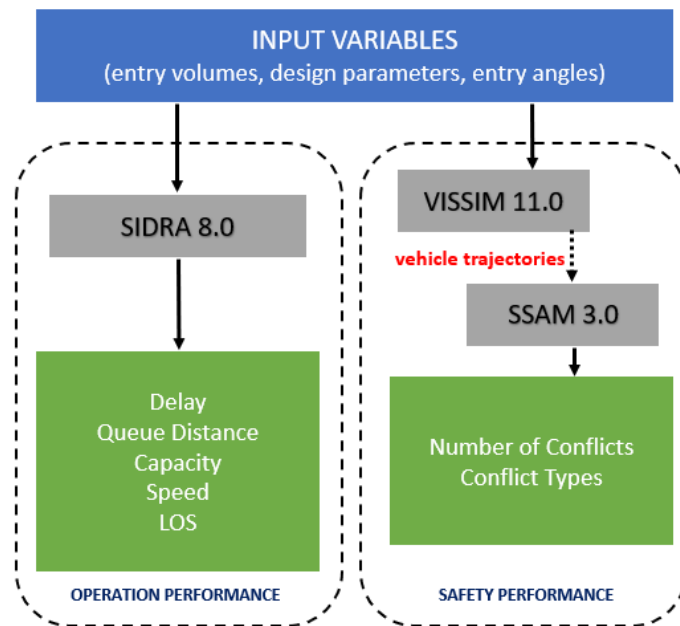 INPUT VARIABLES
(entry volumes, design parameters, entry angles)
SIDRA 8.0
Delay
Queue Distance
Capacity
Speed
LOS
OPERATION PERFORMANCE
VISSIM 11.0
vehicle trajectories
SSAM 3.0
Number of Conflicts
Conflict Types
SAFETY PERFORMANCE